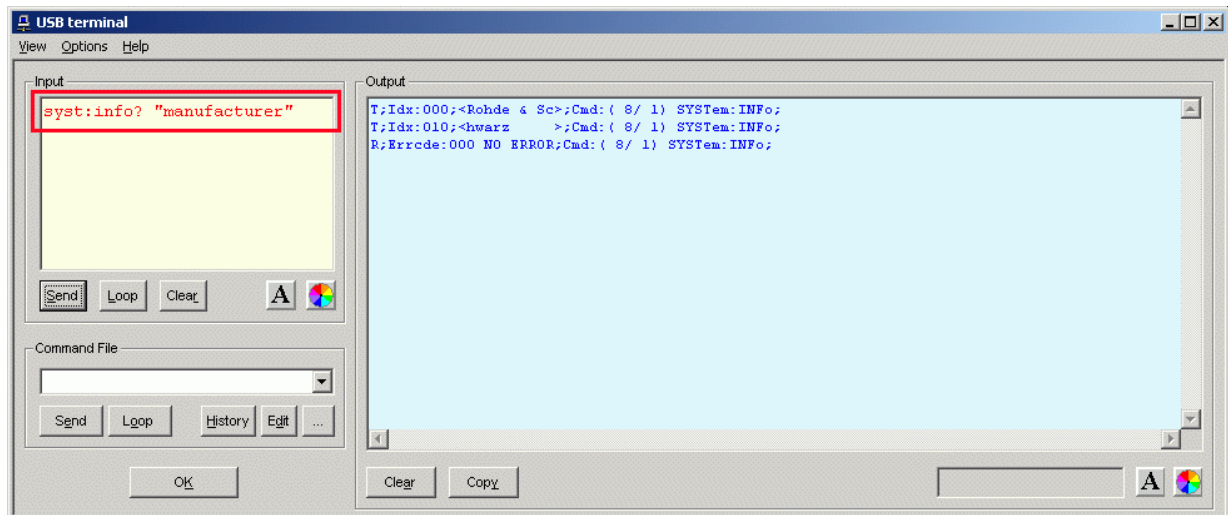 USB terminal
View Options Help
Input
syst:info? "manufacturer"
Send Loop Clear A
Command File
Send Loop History Edit ...
OK
Output
T;Idx:000;<Rohde & Sc>;Cmd:( 8/ 1) SYSTem:INFo;
T;Idx:010;<hwarz     >;Cmd:( 8/ 1) SYSTem:INFo;
R;Errcde:000 NO ERROR;Cmd:( 8/ 1) SYSTem:INFo;
Clear Copy A